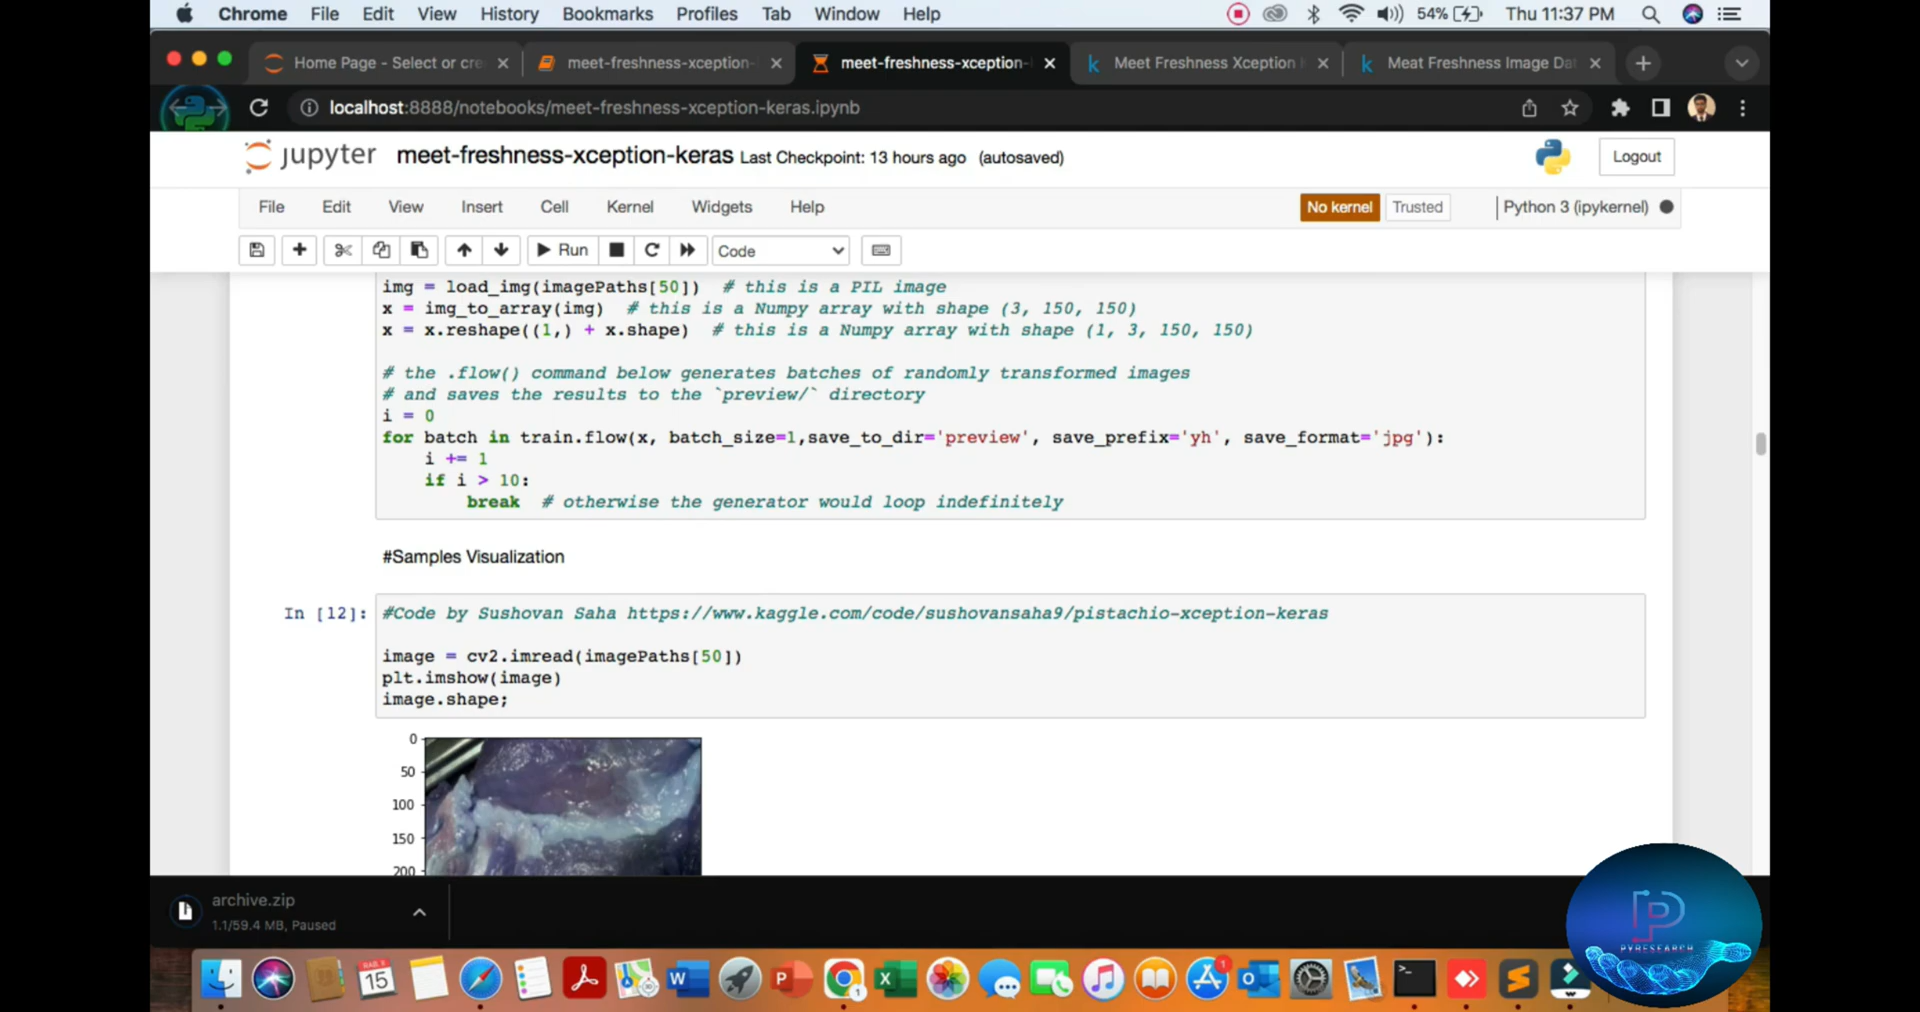 Chrome File Edit View History Bookmarks Profiles Tab Window Help 54% Thu 11:37 PM
Home Page - Select or cre meet-freshness-xception- meet-freshness-xception- Meet Freshness Xception Meat Freshness Image Dat
localhost:8888/notebooks/meet-freshness-xception-keras.ipynb
jupyter meet-freshness-xception-keras Last Checkpoint: 13 hours ago (autosaved) Logout
File Edit View Insert Cell Kernel Widgets Help No kernel Trusted Python 3 (ipykernel)
Run Code
img = load_img(imagePaths[50]) # this is a PIL image
x = img_to_array(img) # this is a Numpy array with shape (3, 150, 150)
x = x.reshape((1,) + x.shape) # this is a Numpy array with shape (1, 3, 150, 150)
# the .flow() command below generates batches of randomly transformed images
# and saves the results to the `preview/` directory
i = 0
for batch in train.flow(x, batch_size=1,save_to_dir='preview', save_prefix='yh', save_format='jpg'):
i += 1
if i > 10:
break # otherwise the generator would loop indefinitely
#Samples Visualization
In [12]: #Code by Sushovan Saha https://www.kaggle.com/code/sushovansaha9/pistachio-xception-keras
image = cv2.imread(imagePaths[50])
plt.imshow(image)
image.shape;
0
50
100
150
200
archive.zip
1.1/59.4 MB, Paused
PYRESEARCH
15
1
1